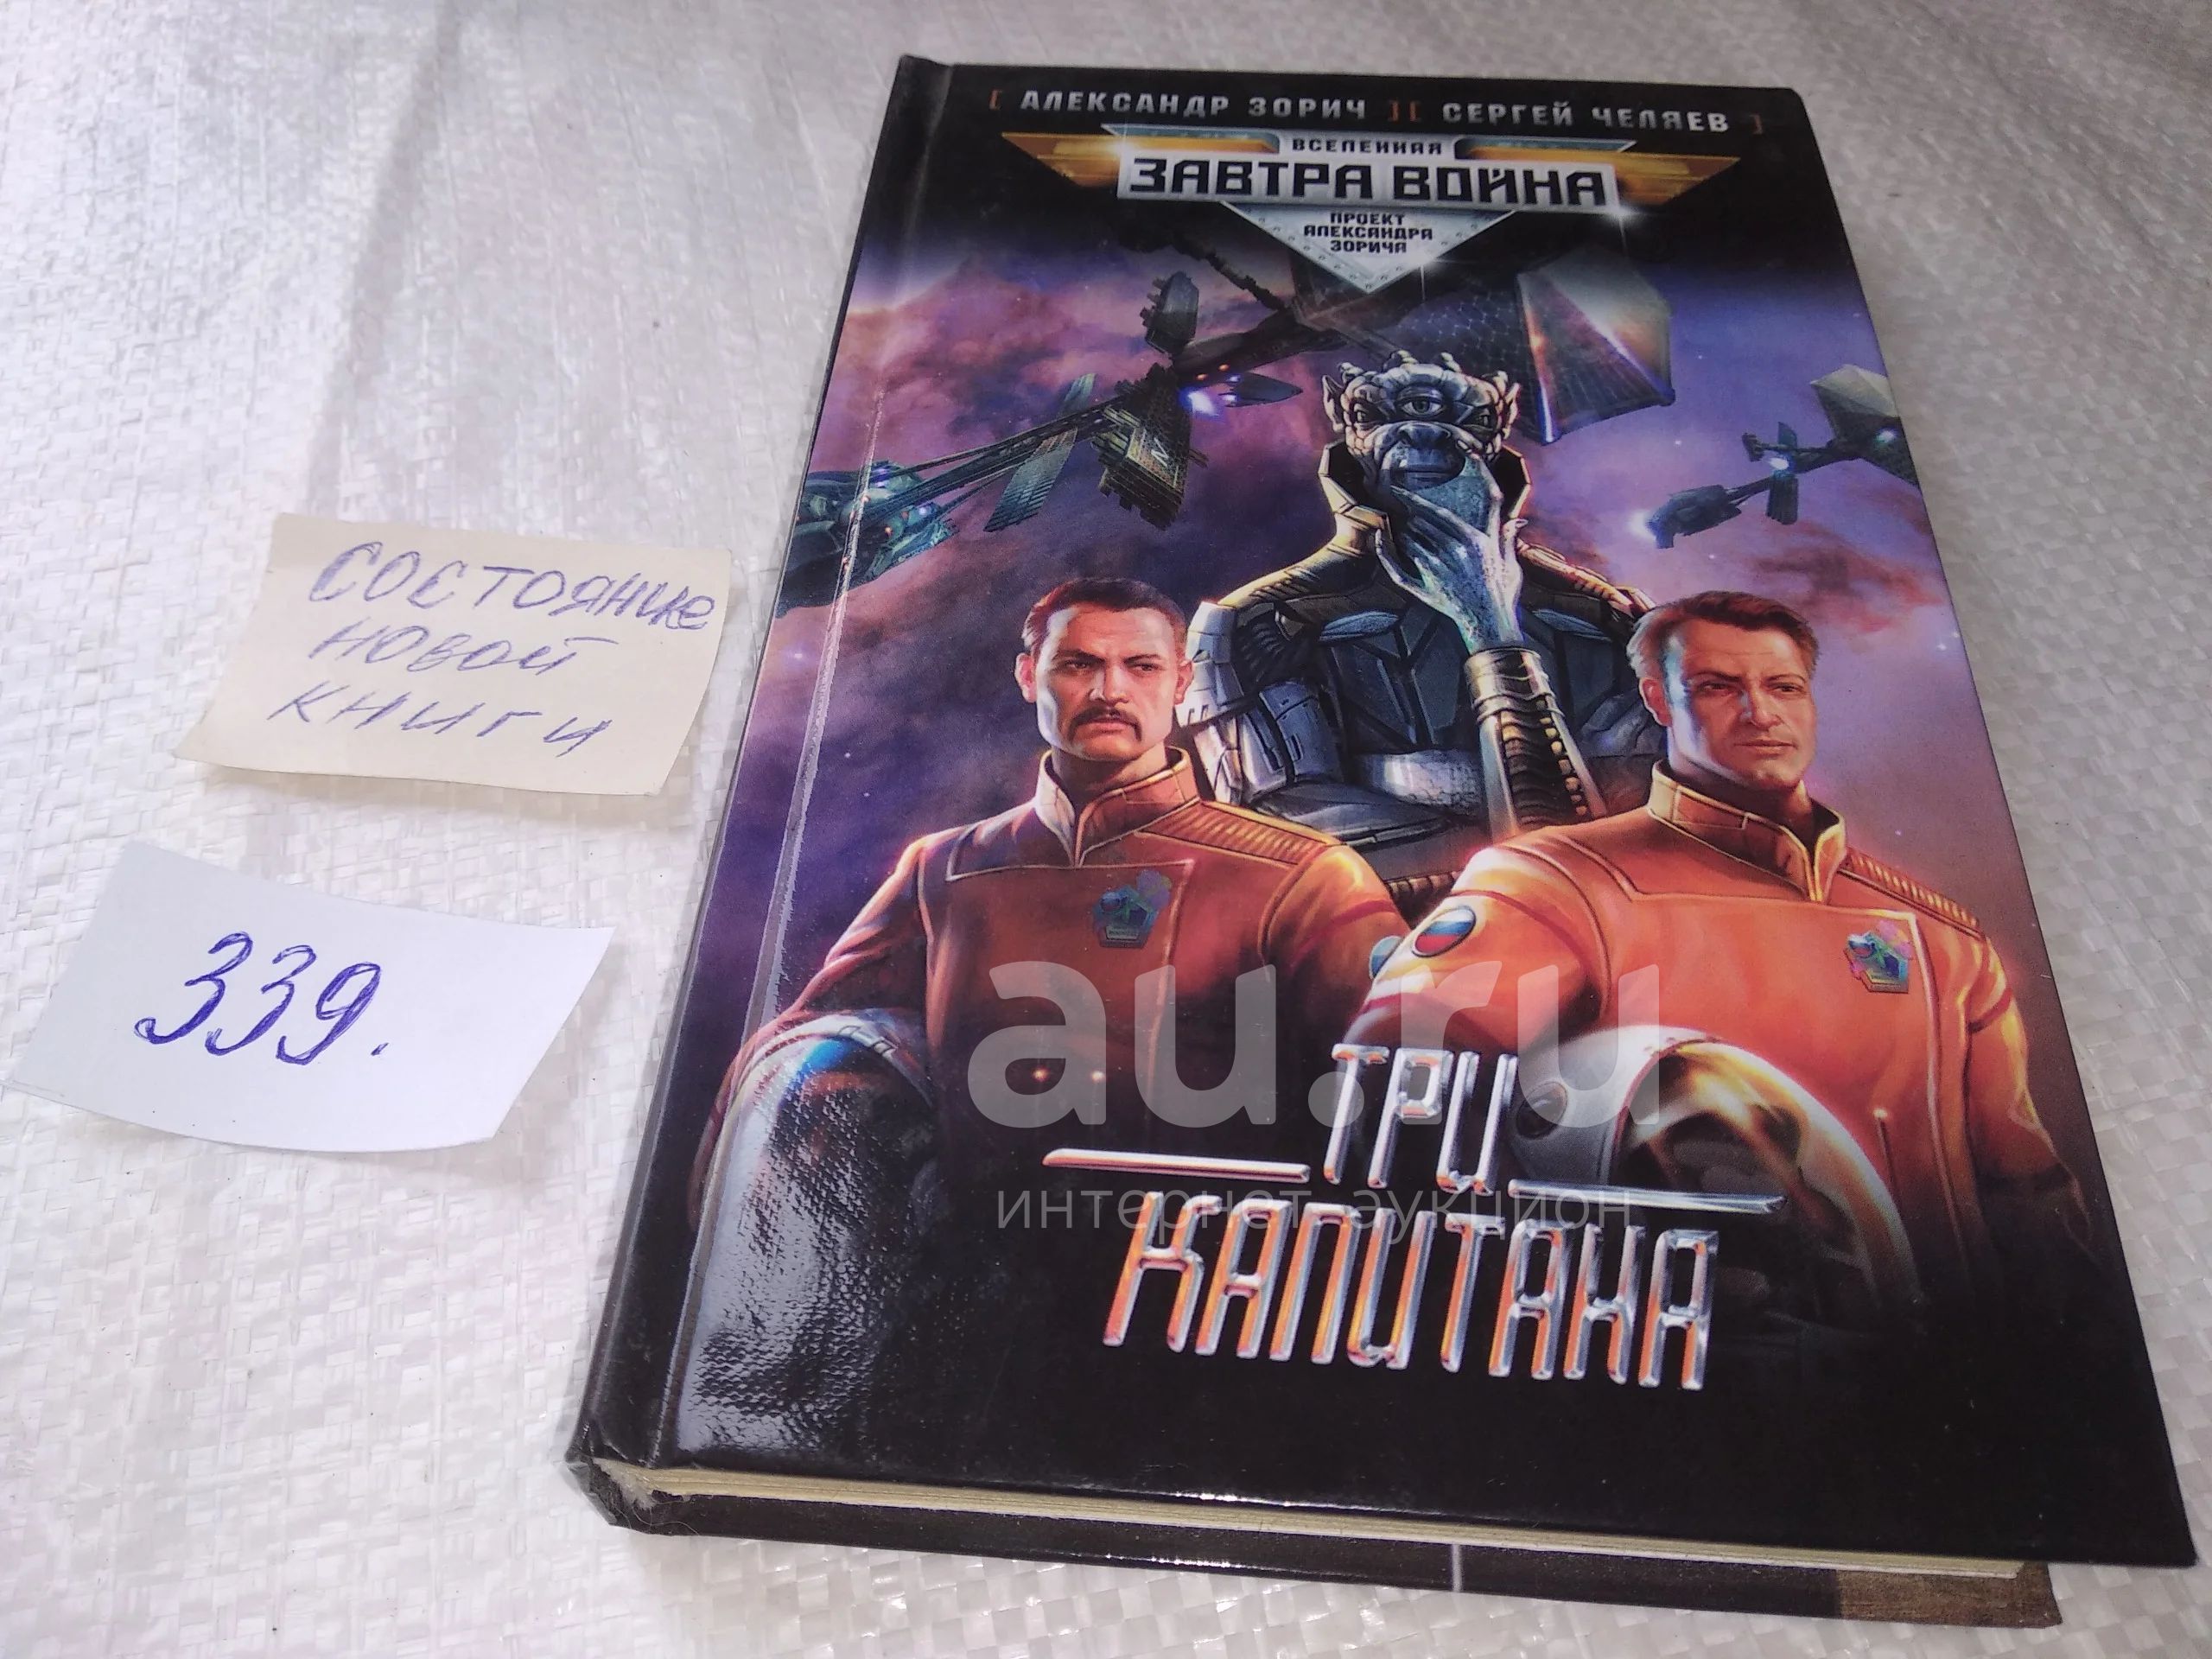 [ АЛЕКСАНДР ЗОРИЧ ] [ СЕРГЕЙ ЧЕЛЯЕВ ]
ВСЕЛЕННАЯ
ЗАВТРА ВОЙНА
ПРОЕКТ
АЛЕКСАНДРА
ЗОРИЧА
СОСТОЯНИЕ
НОВОЙ
КНИГИ
339.
au.ru
интернет-аукцион
ТРИ
КАПИТАНА